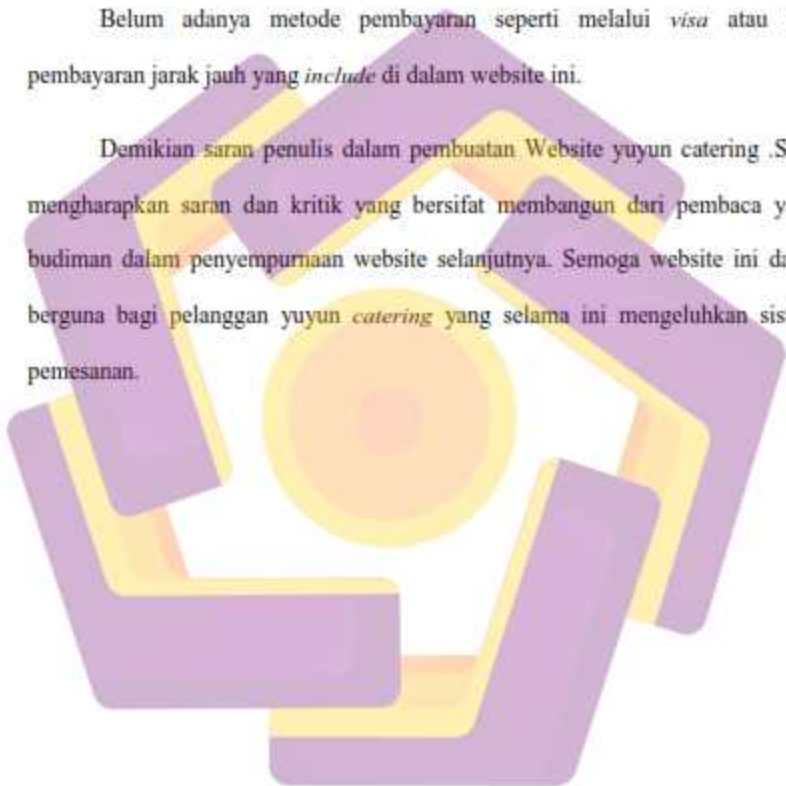 Belum adanya metode pembayaran seperti melalui visa atau
pembayaran jarak jauh yang include di dalam website ini.
Demikian saran penulis dalam pembuatan Website yuyun catering .S
mengharapkan saran dan kritik yang bersifat membangun dari pembaca y
budiman dalam penyempurnaan website selanjutnya. Semoga website ini da
berguna bagi pelanggan yuyun catering yang selama ini mengeluhkan sis
pemesanan.